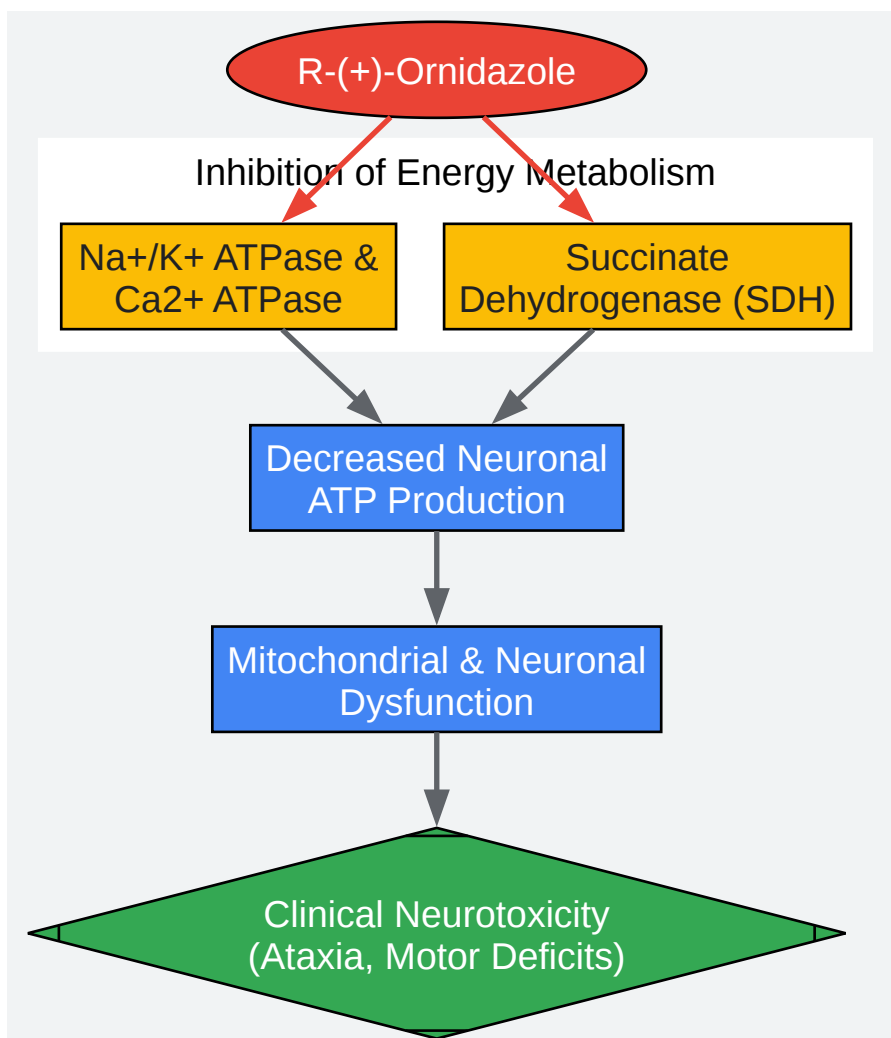 R-(+)-Ornidazole
Inhibition of Energy Metabolism
Na+/K+ ATPase &
Ca2+ ATPase
Succinate
Dehydrogenase (SDH)
Decreased Neuronal
ATP Production
Mitochondrial & Neuronal
Dysfunction
Clinical Neurotoxicity
(Ataxia, Motor Deficits)